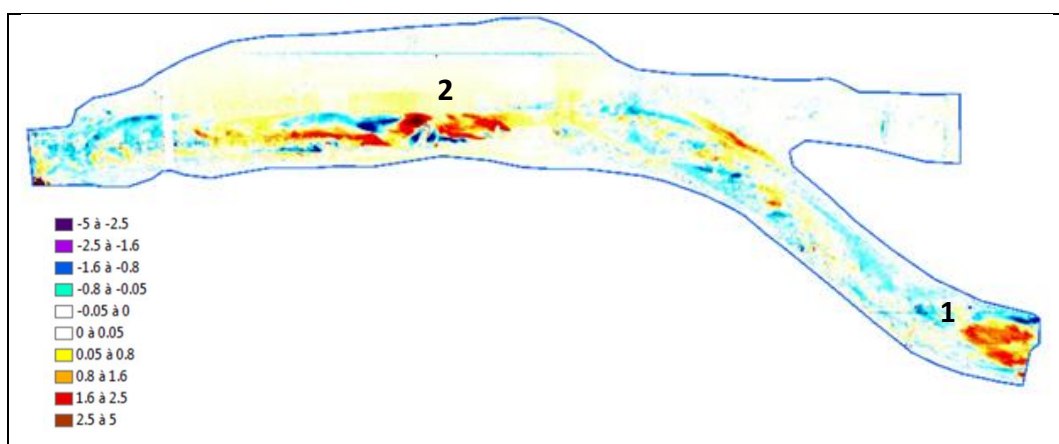 2
1
-5 à -2.5
-2.5 à -1.6
-1.6 à -0.8
-0.8 à -0.05
-0.05 à 0
0 à 0.05
0.05 à 0.8
0.8 à 1.6
1.6 à 2.5
2.5 à 5